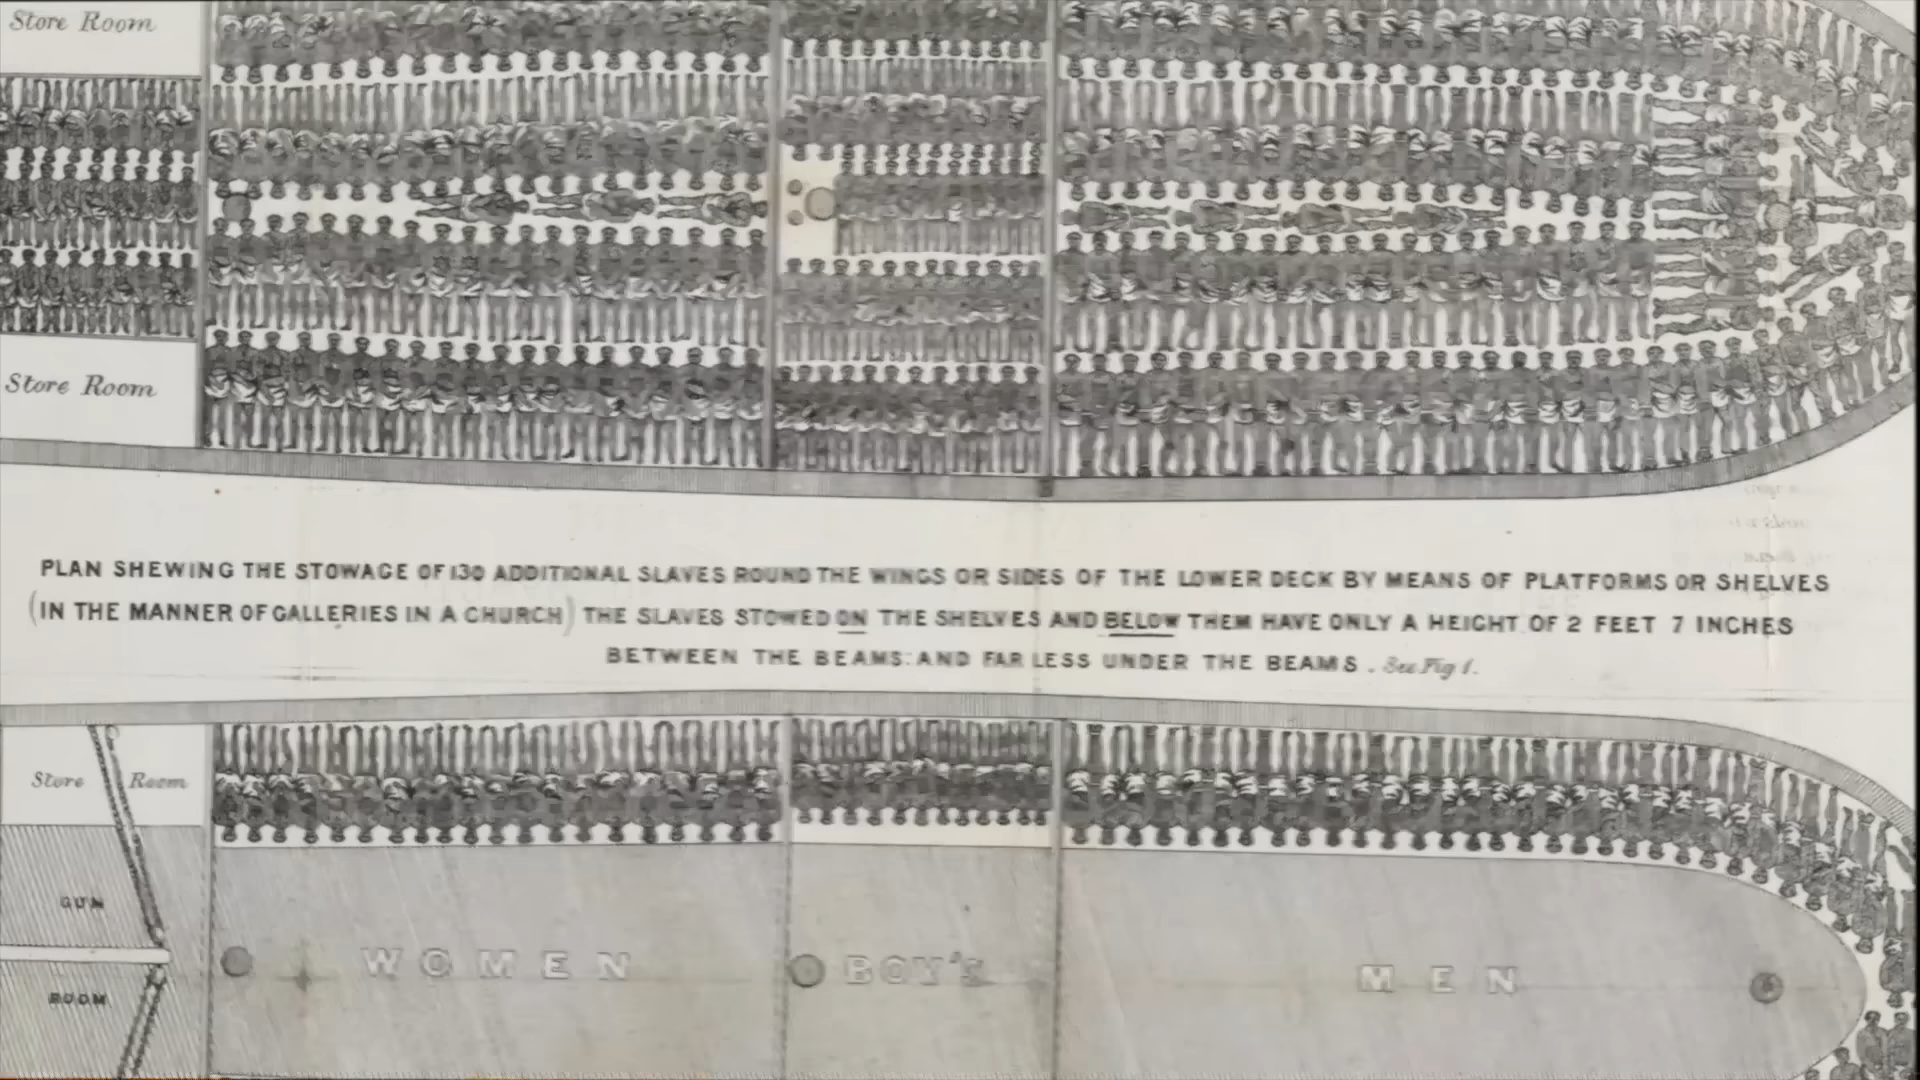 Store Room
Store Room
PLAN SHEWING THE STOWAGE OF 130 ADDITIONAL SLAVES ROUND THE WINGS OR SIDES OF THE LOWER DECK BY MEANS OF PLATFORMS OR SHELVES
(IN THE MANNER OF GALLERIES IN A CHURCH) THE SLAVES STOWED ON THE SHELVES AND BELOW THEM HAVE ONLY A HEIGHT OF 2 FEET 7 INCHES
BETWEEN THE BEAMS: AND FAR LESS UNDER THE BEAMS. See Fig 1.
Store Room
GUN
ROOM
WOMEN
BOY'S
MEN